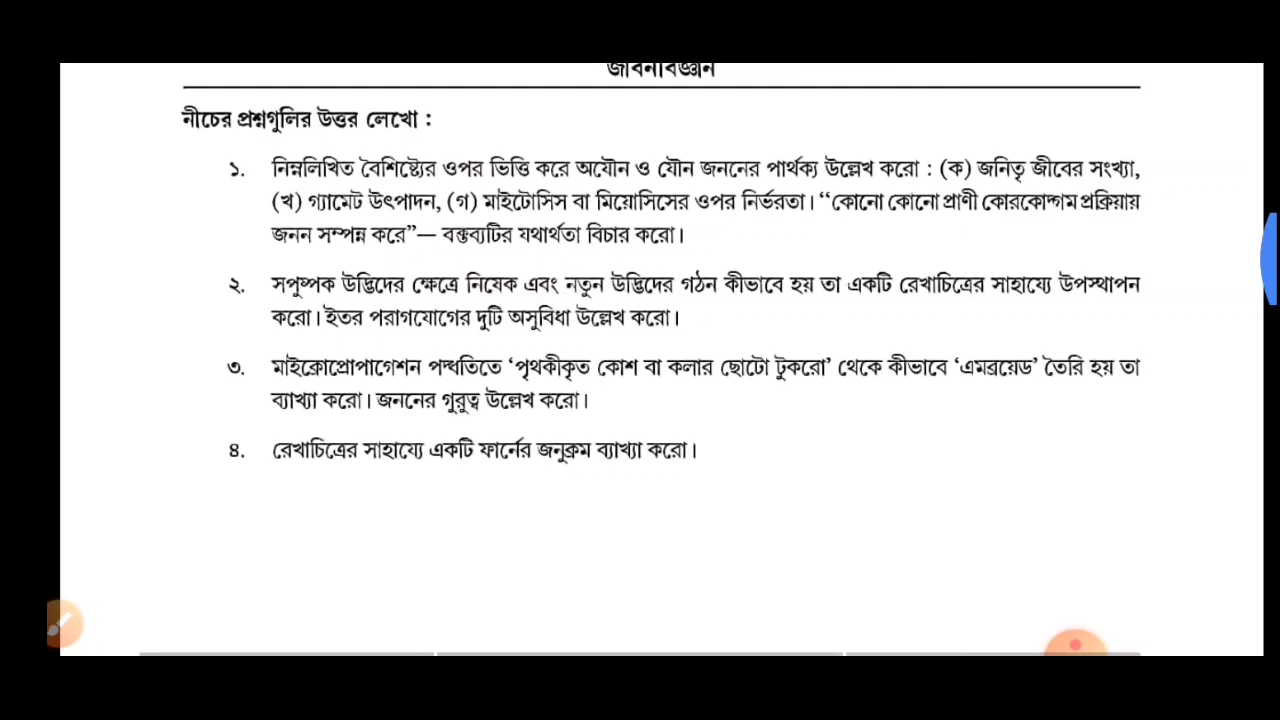 জীবনবিজ্ঞান
নীচের প্রশ্নগুলির উত্তর লেখো :
১. নিম্নলিখিত বৈশিষ্ট্যের ওপর ভিত্তি করে অযৌন ও যৌন জননের পার্থক্য উল্লেখ করো : (ক) জনিতৃ জীবের সংখ্যা,
(খ) গ্যামেট উৎপাদন, (গ) মাইটোসিস বা মিয়োসিসের ওপর নির্ভরতা। “কোনো কোনো প্রাণী কোরকোদ্গম প্রক্রিয়ায়
জনন সম্পন্ন করে”— বক্তব্যটির যথার্থতা বিচার করো।
২. সপুষ্পক উদ্ভিদের ক্ষেত্রে নিষেক এবং নতুন উদ্ভিদের গঠন কীভাবে হয় তা একটি রেখাচিত্রের সাহায্যে উপস্থাপন
করো। ইতর পরাগযোগের দুটি অসুবিধা উল্লেখ করো।
৩. মাইক্রোপ্রোপাগেশন পদ্ধতিতে ‘পৃথকীকৃত কোশ বা কলার ছোটো টুকরো’ থেকে কীভাবে ‘এমব্রয়েড’ তৈরি হয় তা
ব্যাখ্যা করো। জননের গুরুত্ব উল্লেখ করো।
৪. রেখাচিত্রের সাহায্যে একটি ফার্নের জনুক্রম ব্যাখ্যা করো।